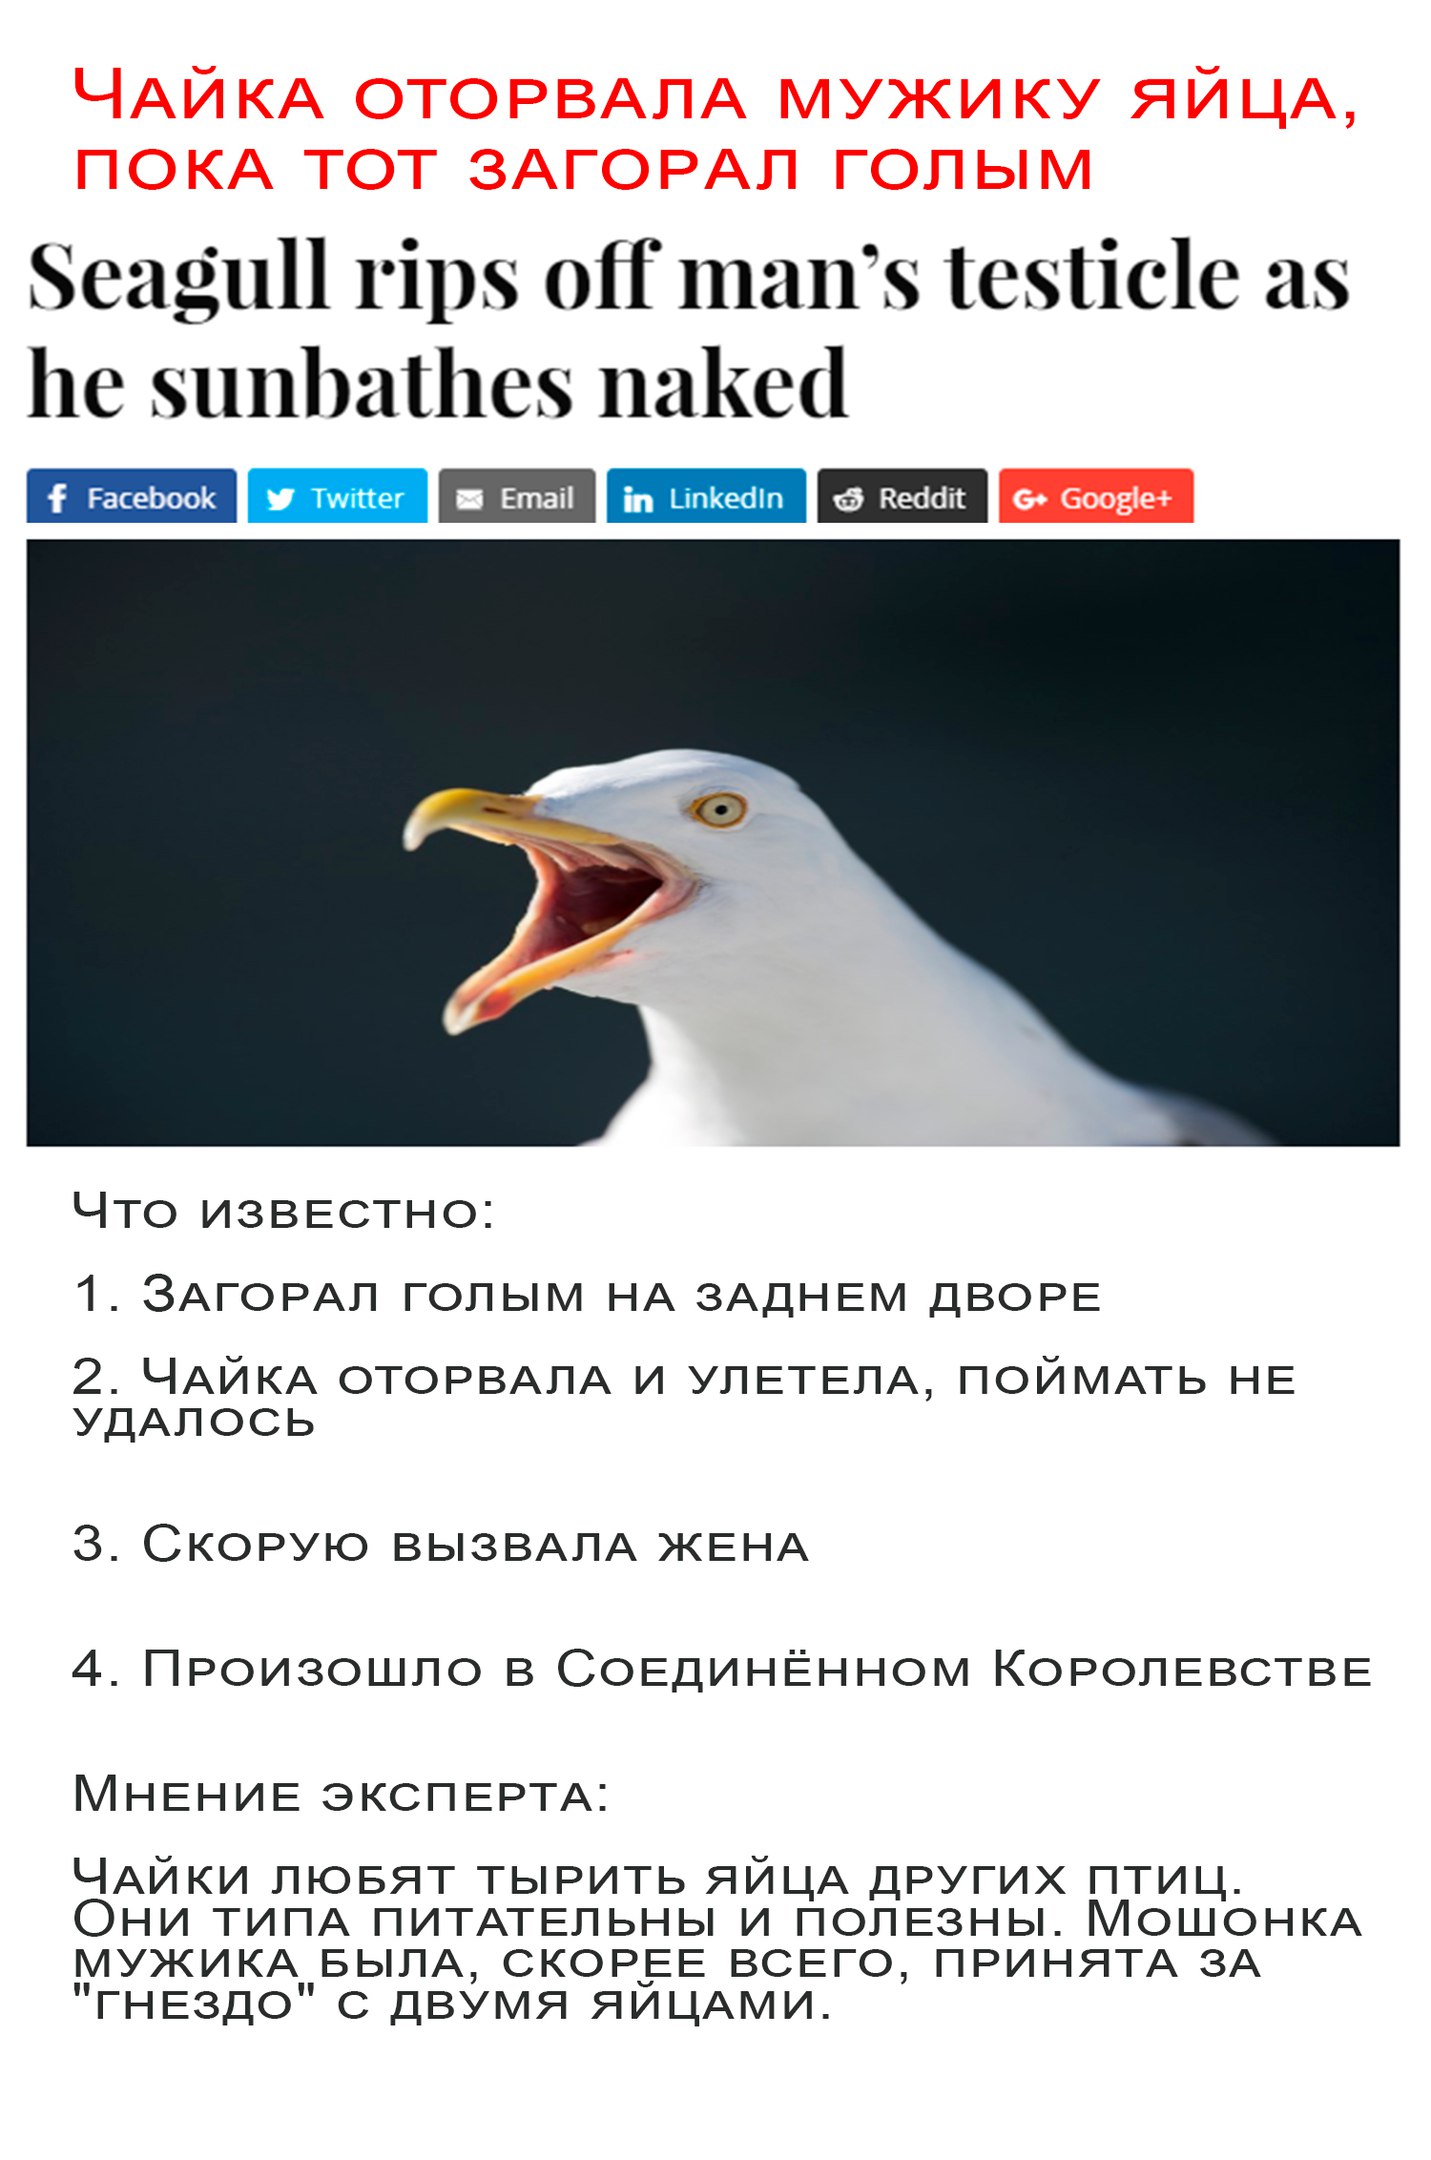 Чайка оторвала мужику яйца,
пока тот загорал голым
Seagull rips off man’s testicle as
he sunbathes naked
Facebook Twitter Email LinkedIn Reddit Google+
Что известно:
1. Загорал голым на заднем дворе
2. Чайка оторвала и улетела, поймать не
удалось
3. Скорую вызвала жена
4. Произошло в Соединённом Королевстве
Мнение эксперта:
Чайки любят тырить яйца других птиц.
Они типа питательны и полезны. Мошонка
мужика была, скорее всего, принята за
"гнездо" с двумя яйцами.